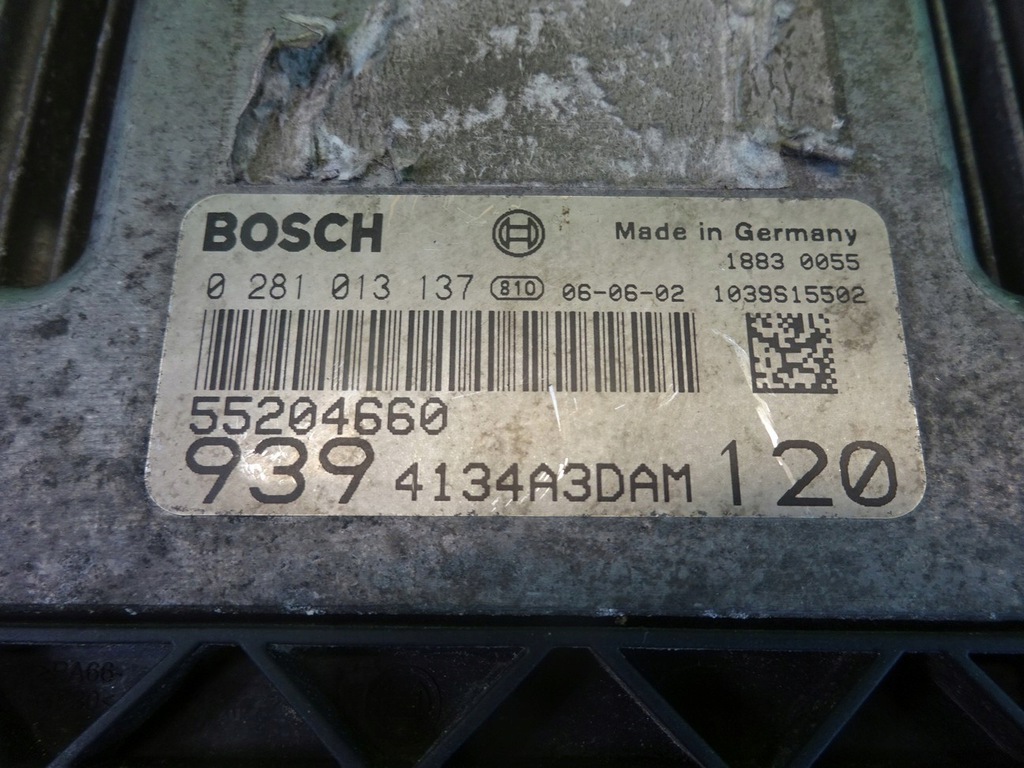 BOSCH Made in Germany
1883 0055
0 281 013 137 810 06-06-02 1039S15502
55204660
939 4134A3DAM 120